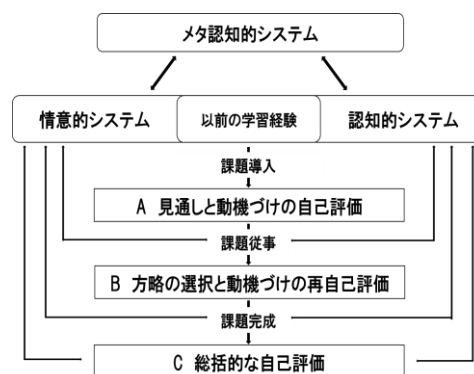 メタ認知的システム
情意的システム
以前の学習経験
認知的システム
課題導入
A 見通しと動機づけの自己評価
課題従事
B 方略の選択と動機づけの再自己評価
課題完成
C 総括的な自己評価